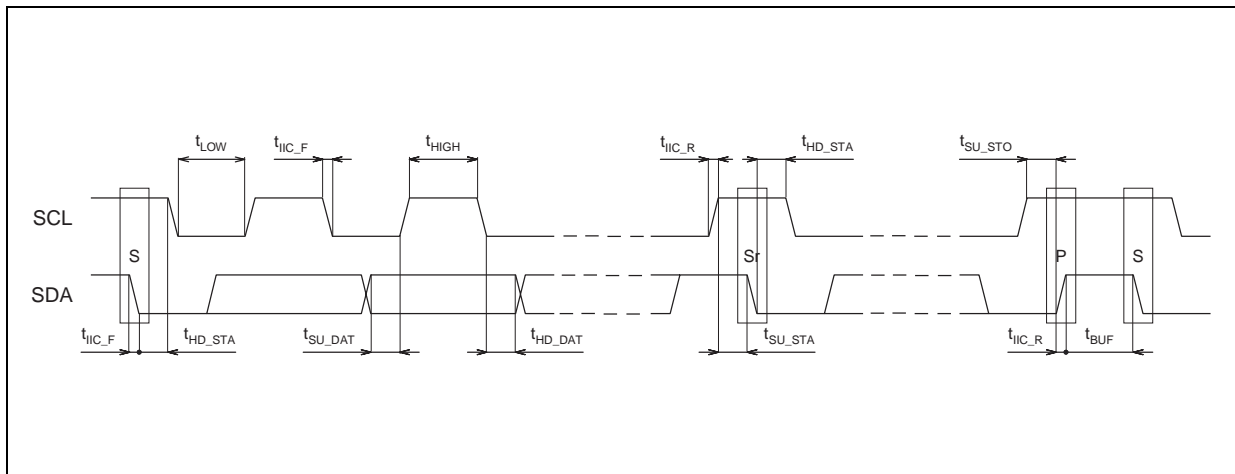 tLOW tIIC_F tHIGH tIIC_R tHD_STA tSU_STO
SCL
S Sr P S
SDA
tIIC_F tHD_STA tSU_DAT tHD_DAT tSU_STA tIIC_R tBUF